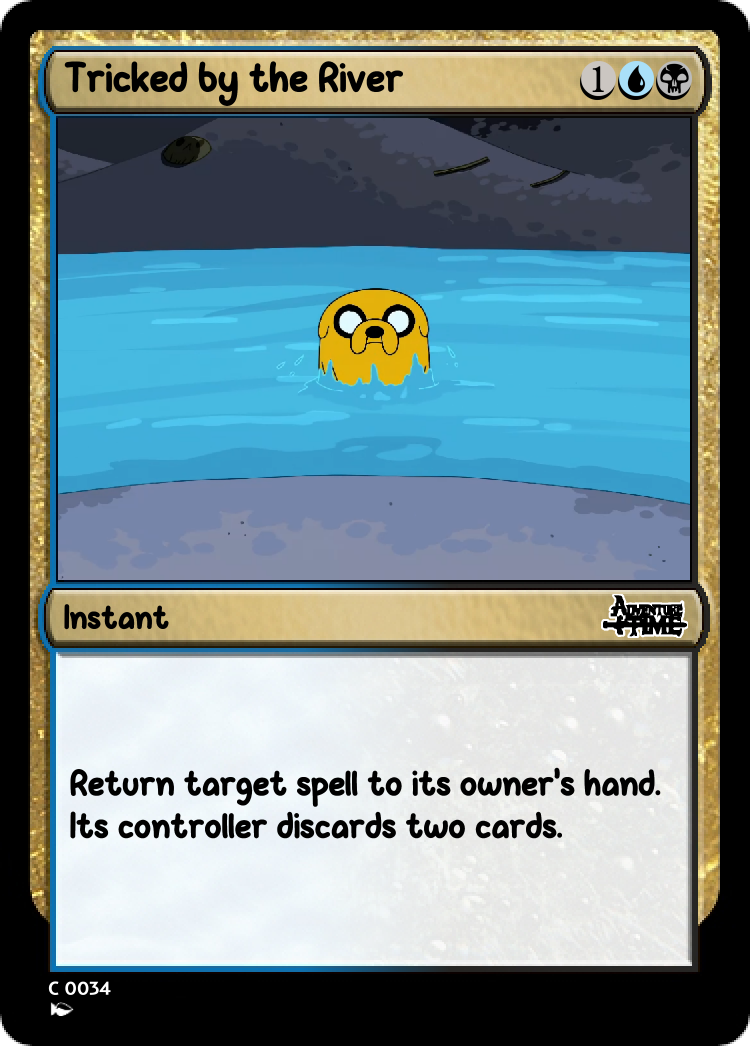 Tricked by the River
1
Instant
ADVENTURE
TIME
Return target spell to its owner's hand.
Its controller discards two cards.
C 0034